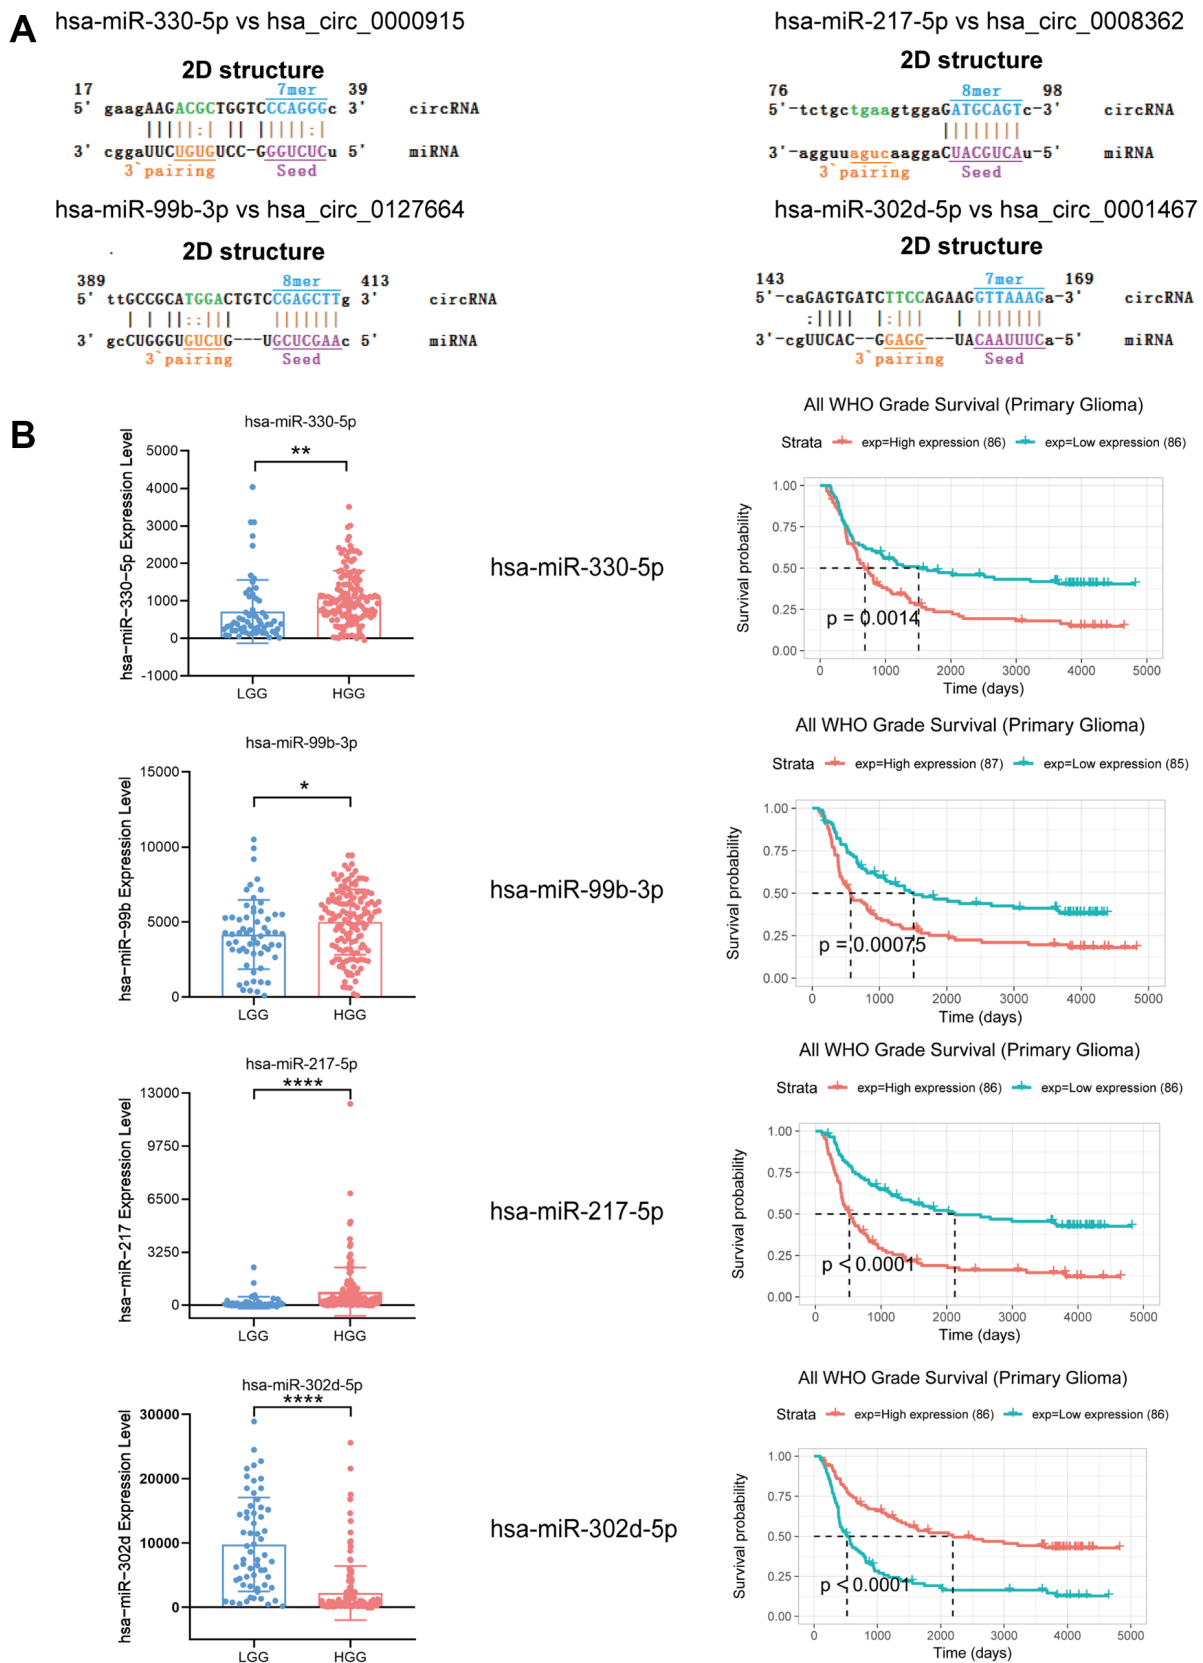 A
hsa-miR-330-5p vs hsa_circ_0000915
2D structure
7mer
17 39
5' gaagAAGACGCTGGTCCCAGGGc 3' circRNA
|||||:| || |||||:|
3' cggaUUCUGUGUCC-GGGUCUCu 5' miRNA
3`pairing Seed
hsa-miR-217-5p vs hsa_circ_0008362
2D structure
8mer
76 98
5'-tctgctgaagtggaGATGCAGTc-3' circRNA
||||||||
3'-agguuagucaaggaCUACGUCAu-5' miRNA
3`pairing Seed
hsa-miR-99b-3p vs hsa_circ_0127664
2D structure
8mer
389 413
5' ttGCCGCATGGACTGTCCGAGCTTg 3' circRNA
| | ||::||| |||||||
3' gcCUGGGUGUCUG---UGCUCGAAc 5' miRNA
3`pairing Seed
hsa-miR-302d-5p vs hsa_circ_0001467
2D structure
7mer
143 169
5'-caGAGTGATCTTCCAGAAGGTTAAAGa-3' circRNA
:|||| |:||| | |||||||
3'-cgUUCAC--GGAGG---UACAAUUUCa-5' miRNA
3`pairing Seed
B
hsa-miR-330-5p
**
hsa-miR-330-5p Expression Level
5000
4000
3000
2000
1000
0
-1000
LGG HGG
hsa-miR-330-5p
All WHO Grade Survival (Primary Glioma)
Strata exp=High expression (86) exp=Low expression (86)
Survival probability
1.00
0.75
0.50
0.25
0.00
p = 0.0014
0 1000 2000 3000 4000 5000
Time (days)
hsa-miR-99b-3p
*
hsa-miR-99b Expression Level
15000
10000
5000
0
LGG HGG
hsa-miR-99b-3p
All WHO Grade Survival (Primary Glioma)
Strata exp=High expression (87) exp=Low expression (85)
Survival probability
1.00
0.75
0.50
0.25
0.00
p = 0.00075
0 1000 2000 3000 4000 5000
Time (days)
hsa-miR-217-5p
****
hsa-miR-217 Expression Level
13000
9750
6500
3250
0
LGG HGG
hsa-miR-217-5p
All WHO Grade Survival (Primary Glioma)
Strata exp=High expression (86) exp=Low expression (86)
Survival probability
1.00
0.75
0.50
0.25
0.00
p < 0.0001
0 1000 2000 3000 4000 5000
Time (days)
hsa-miR-302d-5p
****
hsa-miR-302d Expression Level
30000
20000
10000
0
LGG HGG
hsa-miR-302d-5p
All WHO Grade Survival (Primary Glioma)
Strata exp=High expression (86) exp=Low expression (86)
Survival probability
1.00
0.75
0.50
0.25
0.00
p < 0.0001
0 1000 2000 3000 4000 5000
Time (days)